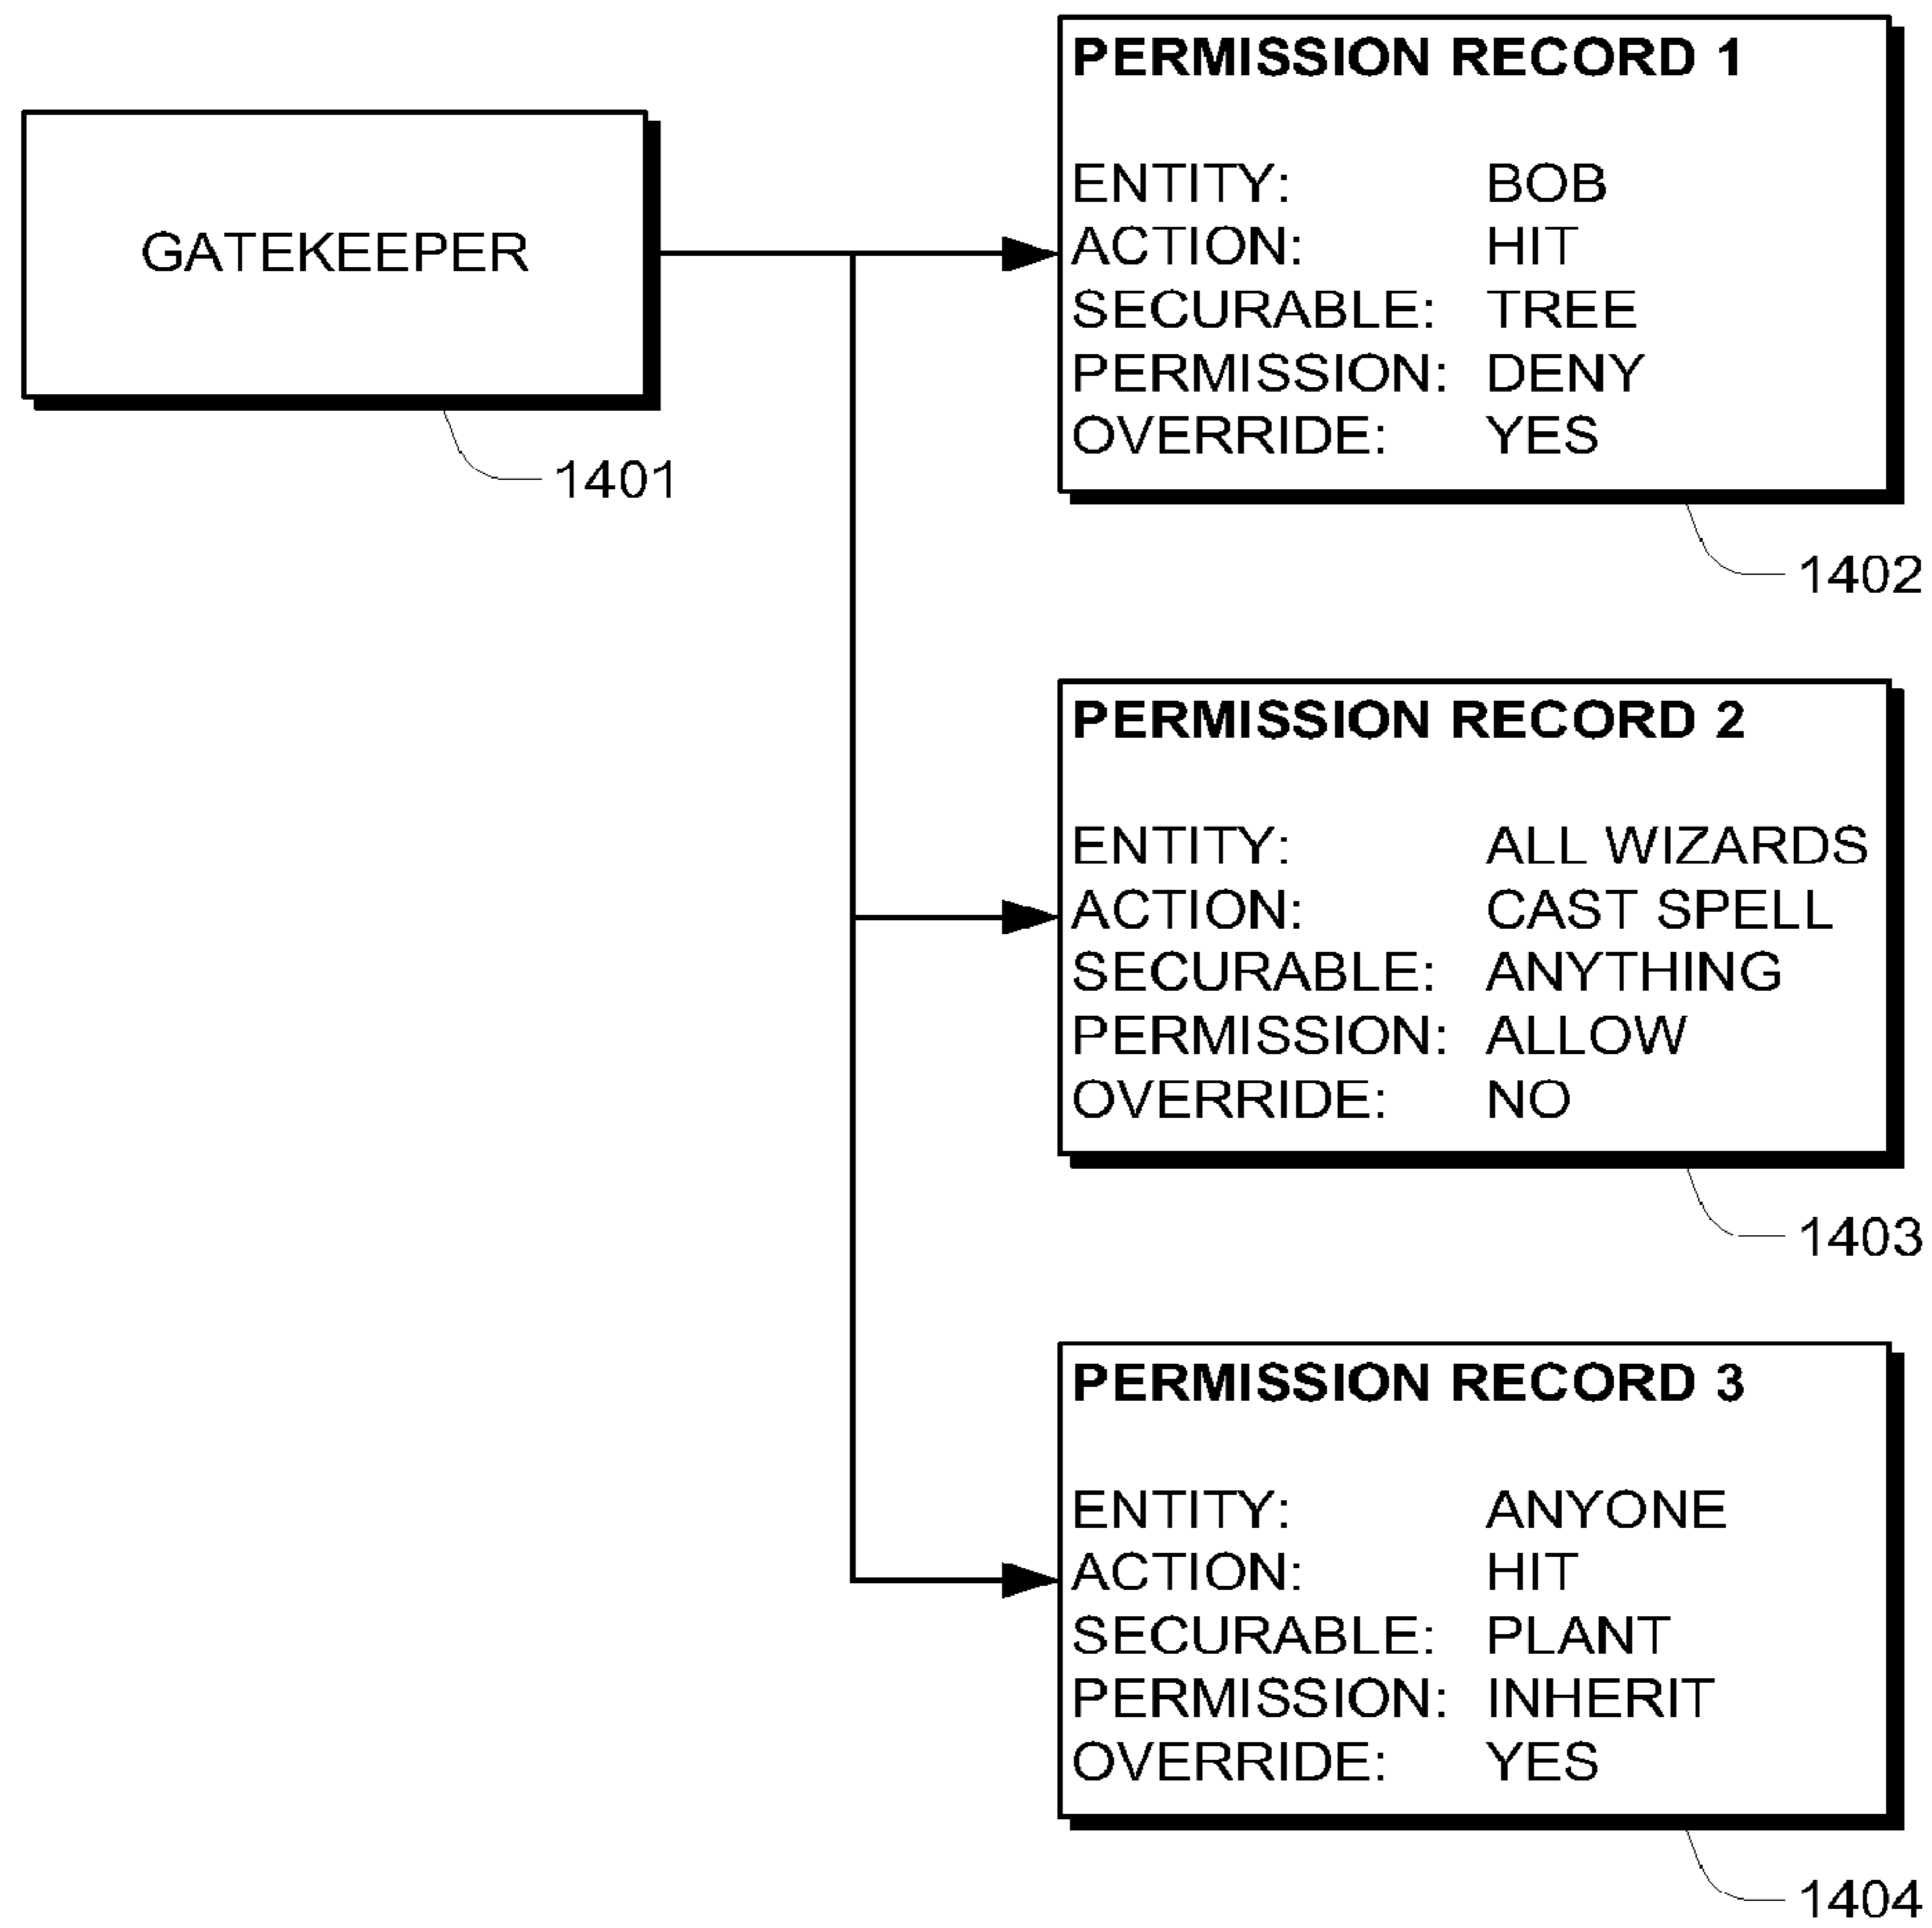 GATEKEEPER
1401
PERMISSION RECORD 1
ENTITY: BOB
ACTION: HIT
SECURABLE: TREE
PERMISSION: DENY
OVERRIDE: YES
1402
PERMISSION RECORD 2
ENTITY: ALL WIZARDS
ACTION: CAST SPELL
SECURABLE: ANYTHING
PERMISSION: ALLOW
OVERRIDE: NO
1403
PERMISSION RECORD 3
ENTITY: ANYONE
ACTION: HIT
SECURABLE: PLANT
PERMISSION: INHERIT
OVERRIDE: YES
1404